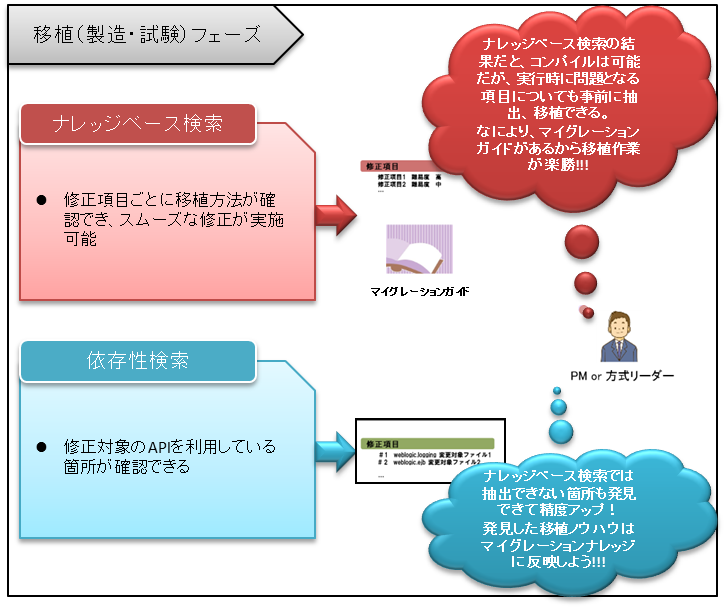 移植(製造・試験)フェーズ
ナレッジベース検索の結
果だと、コンパイルは可能
だが、実行時に問題となる
項目についても事前に抽
出、移植できる。
なにより、マイグレーション
ガイドがあるから移植作業
が楽勝!!!
ナレッジベース検索
● 修正項目ごとに移植方法が確
認でき、スムーズな修正が実施
可能
修正項目
修正項目1 難易度 高
修正項目2 難易度 中
...
マイグレーションガイド
PM or 方式リーダー
依存性検索
● 修正対象のAPIを利用している
箇所が確認できる
修正項目
#1 weblogic.logging 変更対象ファイル1
#2 weblogic.ejb 変更対象ファイル2
...
ナレッジベース検索では
抽出できない箇所も発見
できて精度アップ！
発見した移植ノウハウは
マイグレーションナレッジ
に反映しよう!!!